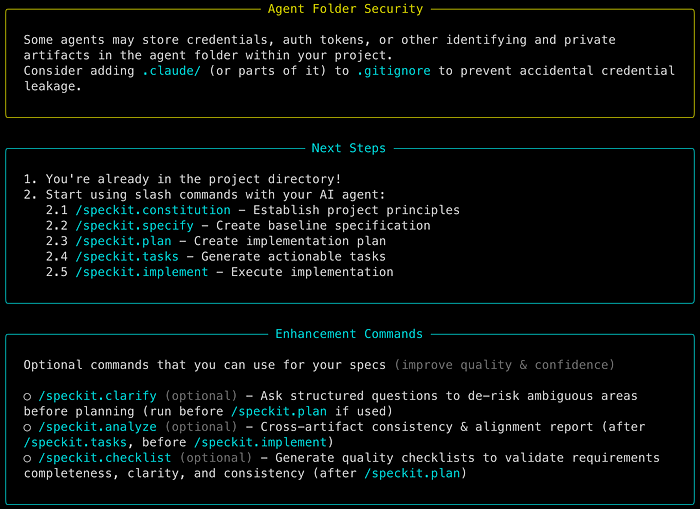 Agent Folder Security
Some agents may store credentials, auth tokens, or other identifying and private
artifacts in the agent folder within your project.
Consider adding .claude/ (or parts of it) to .gitignore to prevent accidental credential
leakage.
Next Steps
1. You're already in the project directory!
2. Start using slash commands with your AI agent:
2.1 /speckit.constitution - Establish project principles
2.2 /speckit.specify - Create baseline specification
2.3 /speckit.plan - Create implementation plan
2.4 /speckit.tasks - Generate actionable tasks
2.5 /speckit.implement - Execute implementation
Enhancement Commands
Optional commands that you can use for your specs (improve quality & confidence)
○ /speckit.clarify (optional) - Ask structured questions to de-risk ambiguous areas
before planning (run before /speckit.plan if used)
○ /speckit.analyze (optional) - Cross-artifact consistency & alignment report (after
/speckit.tasks, before /speckit.implement)
○ /speckit.checklist (optional) - Generate quality checklists to validate requirements
completeness, clarity, and consistency (after /speckit.plan)